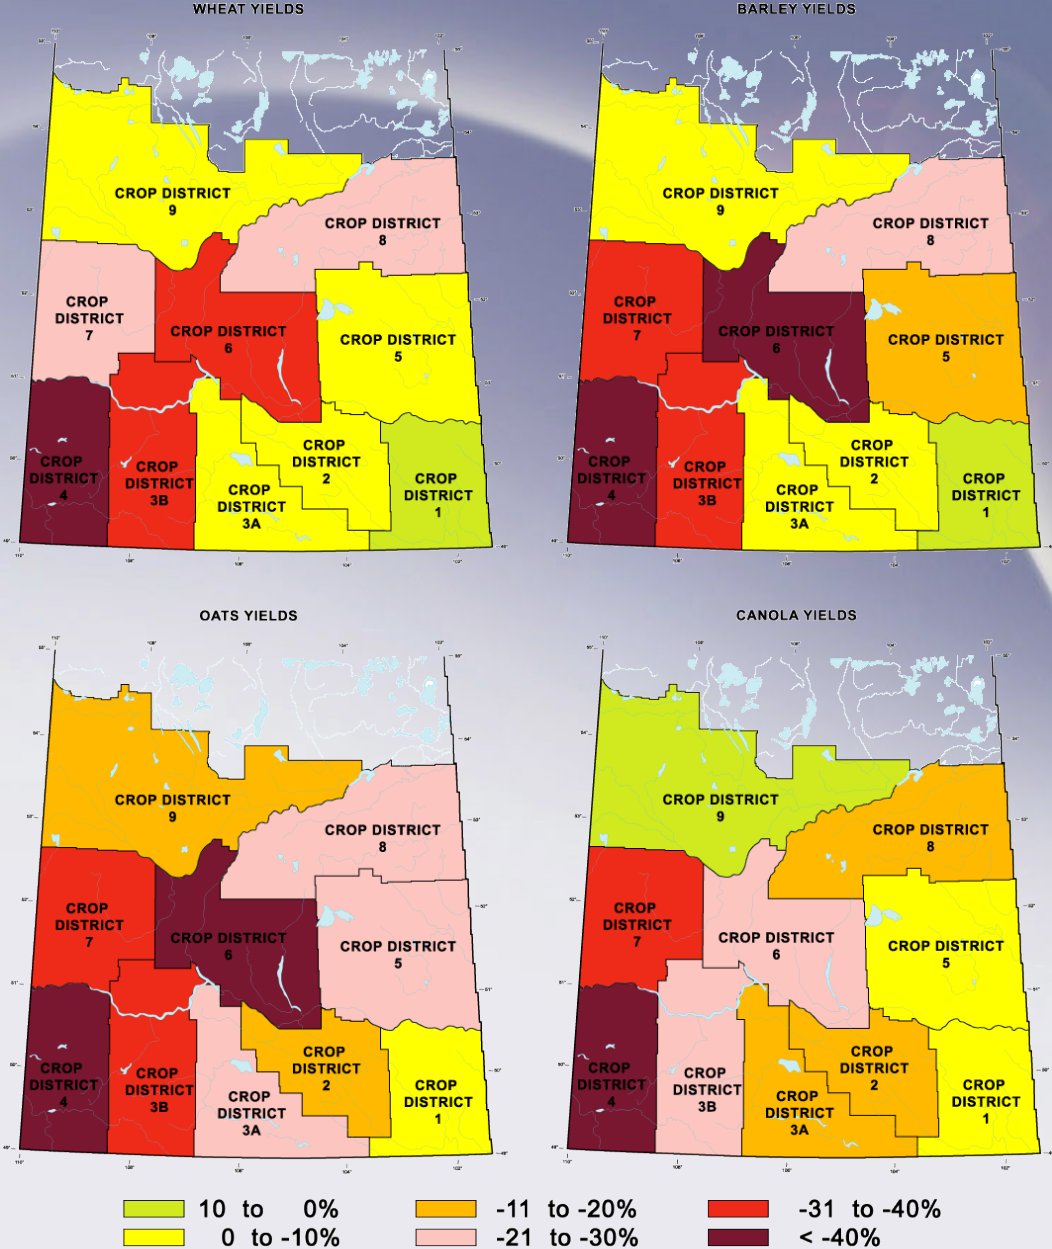 WHEAT YIELDS
CROP DISTRICT
9
CROP DISTRICT
8
CROP
DISTRICT
7
CROP DISTRICT
6
CROP DISTRICT
5
CROP
DISTRICT
4
CROP
DISTRICT
3B
CROP
DISTRICT
3A
CROP
DISTRICT
2
CROP
DISTRICT
1
BARLEY YIELDS
CROP DISTRICT
9
CROP DISTRICT
8
CROP
DISTRICT
7
CROP DISTRICT
6
CROP DISTRICT
5
CROP
DISTRICT
4
CROP
DISTRICT
3B
CROP
DISTRICT
3A
CROP
DISTRICT
2
CROP
DISTRICT
1
OATS YIELDS
CROP DISTRICT
9
CROP DISTRICT
8
CROP
DISTRICT
7
CROP DISTRICT
6
CROP DISTRICT
5
CROP
DISTRICT
4
CROP
DISTRICT
3B
CROP
DISTRICT
3A
CROP
DISTRICT
2
CROP
DISTRICT
1
CANOLA YIELDS
CROP DISTRICT
9
CROP DISTRICT
8
CROP
DISTRICT
7
CROP DISTRICT
6
CROP DISTRICT
5
CROP
DISTRICT
4
CROP
DISTRICT
3B
CROP
DISTRICT
3A
CROP
DISTRICT
2
CROP
DISTRICT
1
10 to 0%
0 to -10%
-11 to -20%
-21 to -30%
-31 to -40%
< -40%